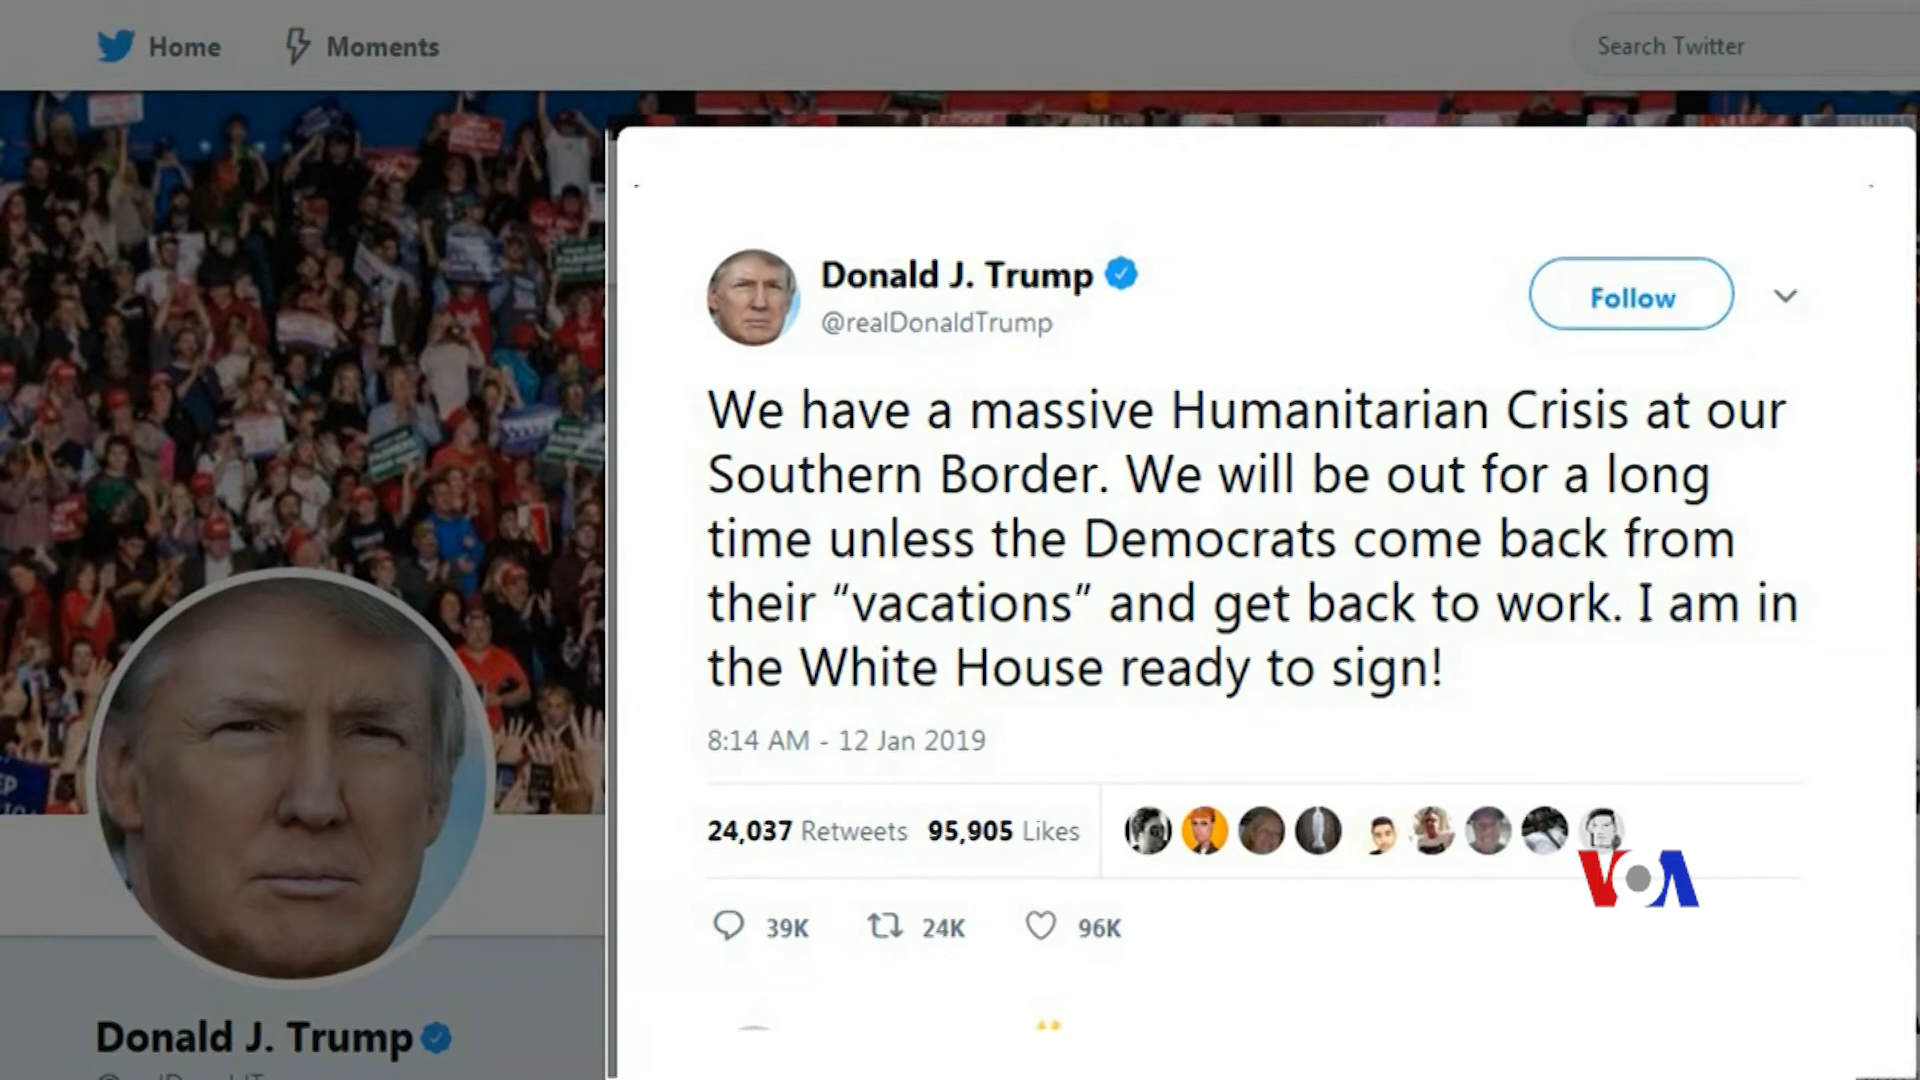 Home
Moments
Search Twitter
Donald J. Trump
@realDonaldTrump
Follow
We have a massive Humanitarian Crisis at our
Southern Border. We will be out for a long
time unless the Democrats come back from
their “vacations” and get back to work. I am in
the White House ready to sign!
8:14 AM - 12 Jan 2019
24,037 Retweets 95,905 Likes
VOA
39K 24K 96K
Donald J. Trump